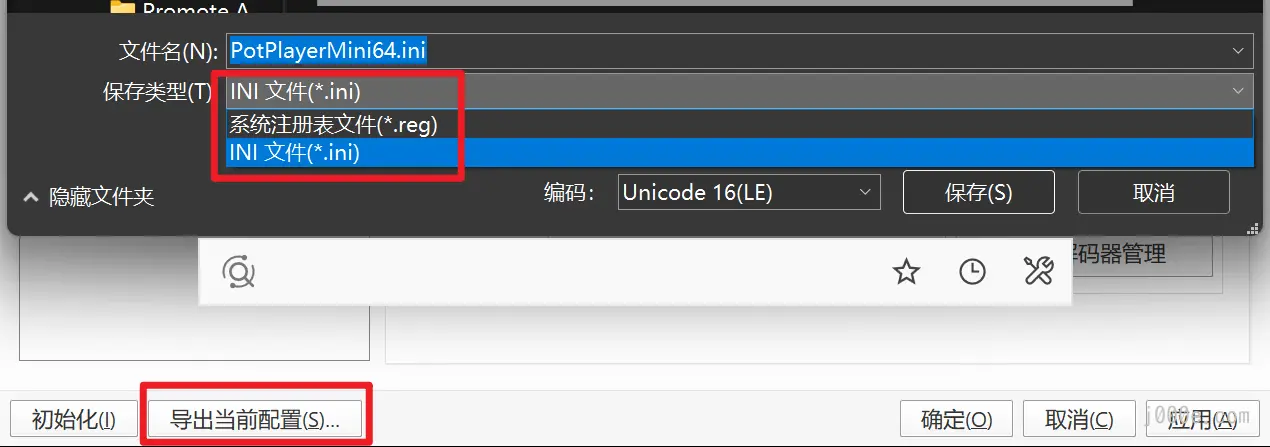 Promote A
文件名(N): PotPlayerMini64.ini
保存类型(T) INI 文件(*.ini)
系统注册表文件(*.reg)
INI 文件(*.ini)
隐藏文件夹 编码: Unicode 16(LE) 保存(S) 取消
码器管理
初始化(I) 导出当前配置(S)... 确定(O) 取消(C) 应用(A)
j000e.com